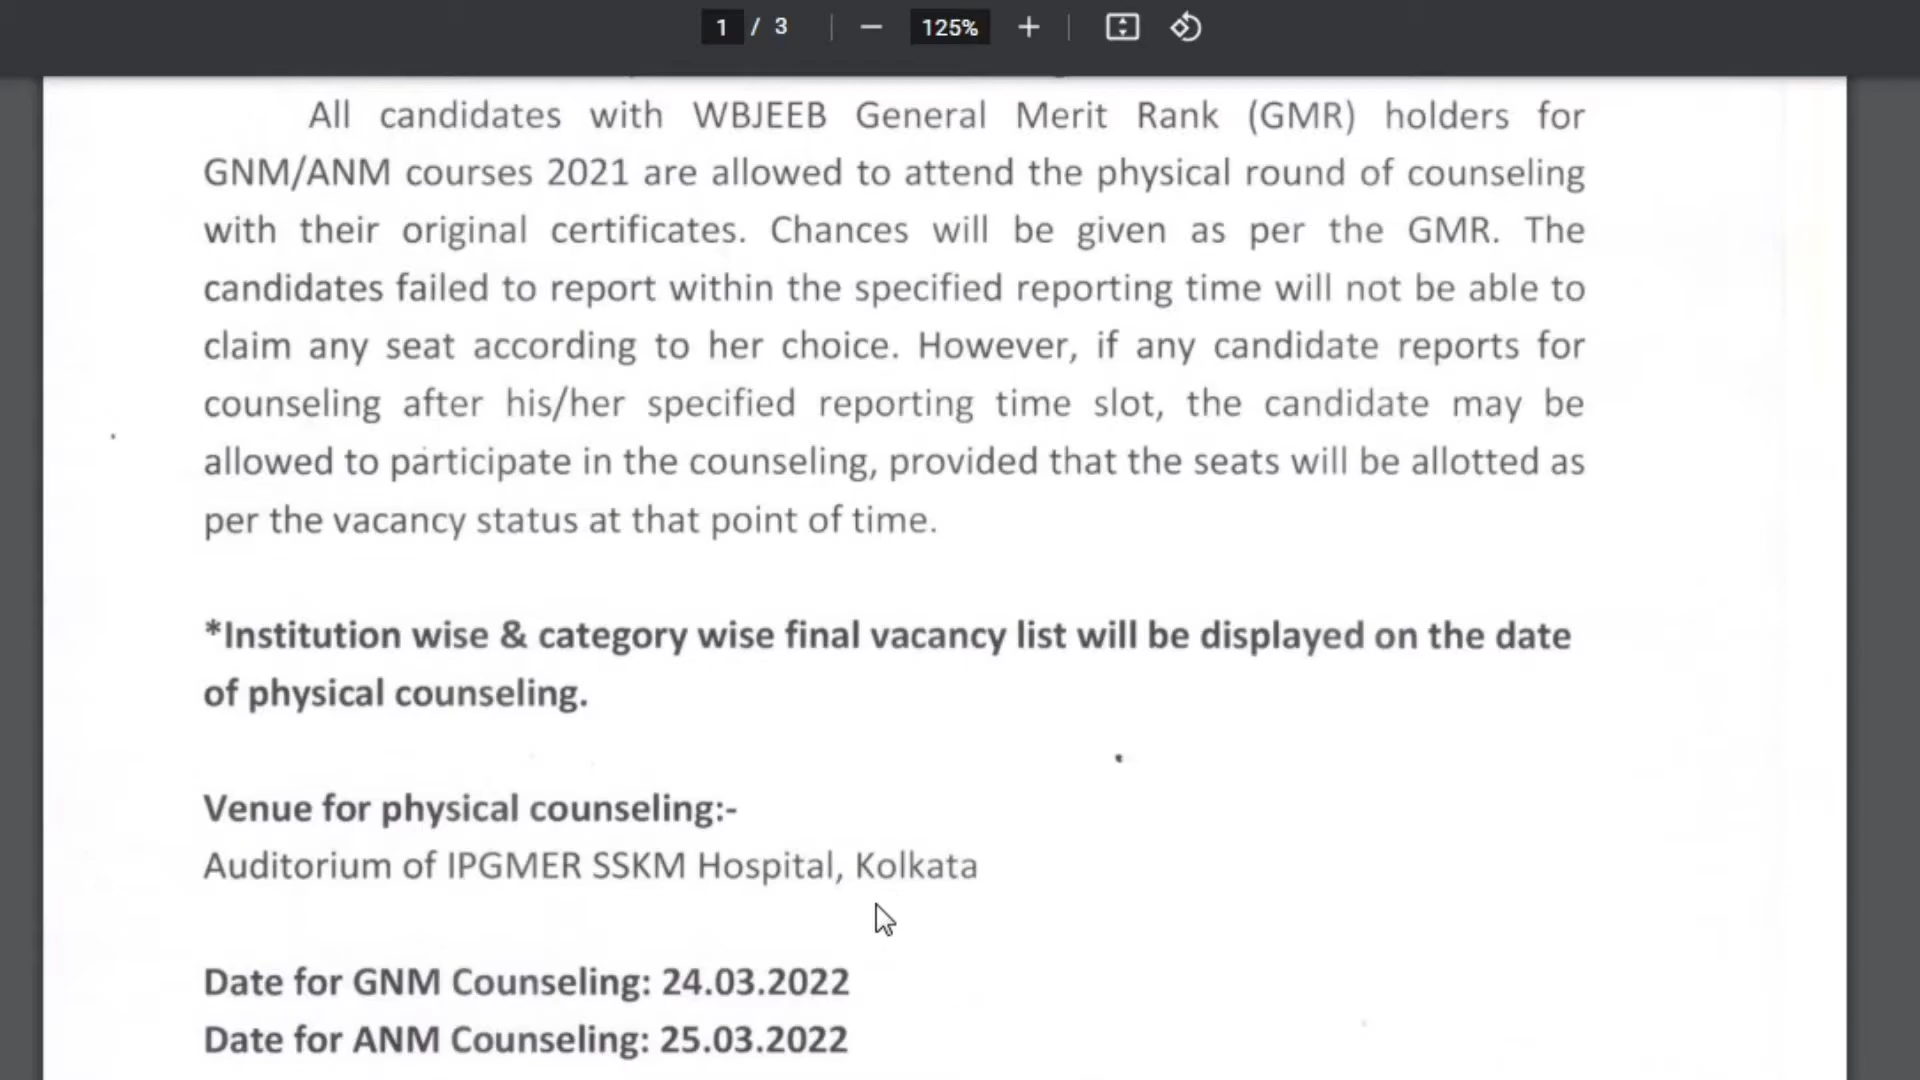 1 / 3 125%
All candidates with WBJEEB General Merit Rank (GMR) holders for
GNM/ANM courses 2021 are allowed to attend the physical round of counseling
with their original certificates. Chances will be given as per the GMR. The
candidates failed to report within the specified reporting time will not be able to
claim any seat according to her choice. However, if any candidate reports for
counseling after his/her specified reporting time slot, the candidate may be
allowed to participate in the counseling, provided that the seats will be allotted as
per the vacancy status at that point of time.
*Institution wise & category wise final vacancy list will be displayed on the date
of physical counseling.
Venue for physical counseling:-
Auditorium of IPGMER SSKM Hospital, Kolkata
Date for GNM Counseling: 24.03.2022
Date for ANM Counseling: 25.03.2022